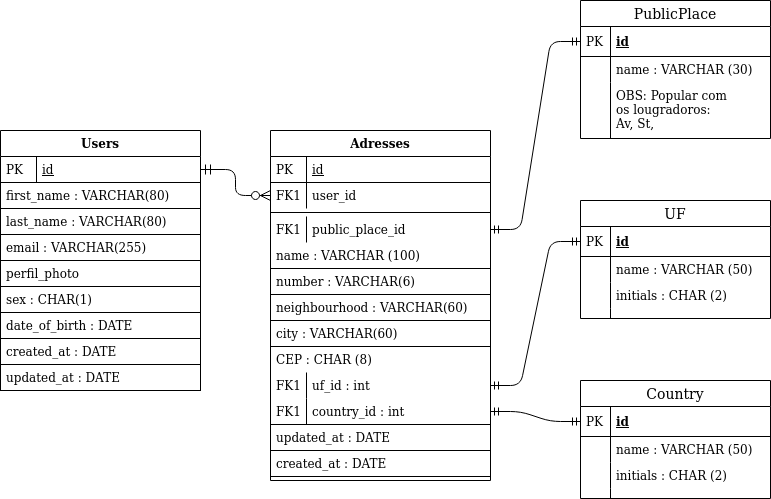 Users
PK id
first_name : VARCHAR(80)
last_name : VARCHAR(80)
email : VARCHAR(255)
perfil_photo
sex : CHAR(1)
date_of_birth : DATE
created_at : DATE
updated_at : DATE
Adresses
PK id
FK1 user_id
FK1 public_place_id
name : VARCHAR (100)
number : VARCHAR(6)
neighbourhood : VARCHAR(60)
city : VARCHAR(60)
CEP : CHAR (8)
FK1 uf_id : int
FK1 country_id : int
updated_at : DATE
created_at : DATE
PublicPlace
PK id
name : VARCHAR (30)
OBS: Popular com
os lougradoros:
Av, St,
UF
PK id
name : VARCHAR (50)
initials : CHAR (2)
Country
PK id
name : VARCHAR (50)
initials : CHAR (2)